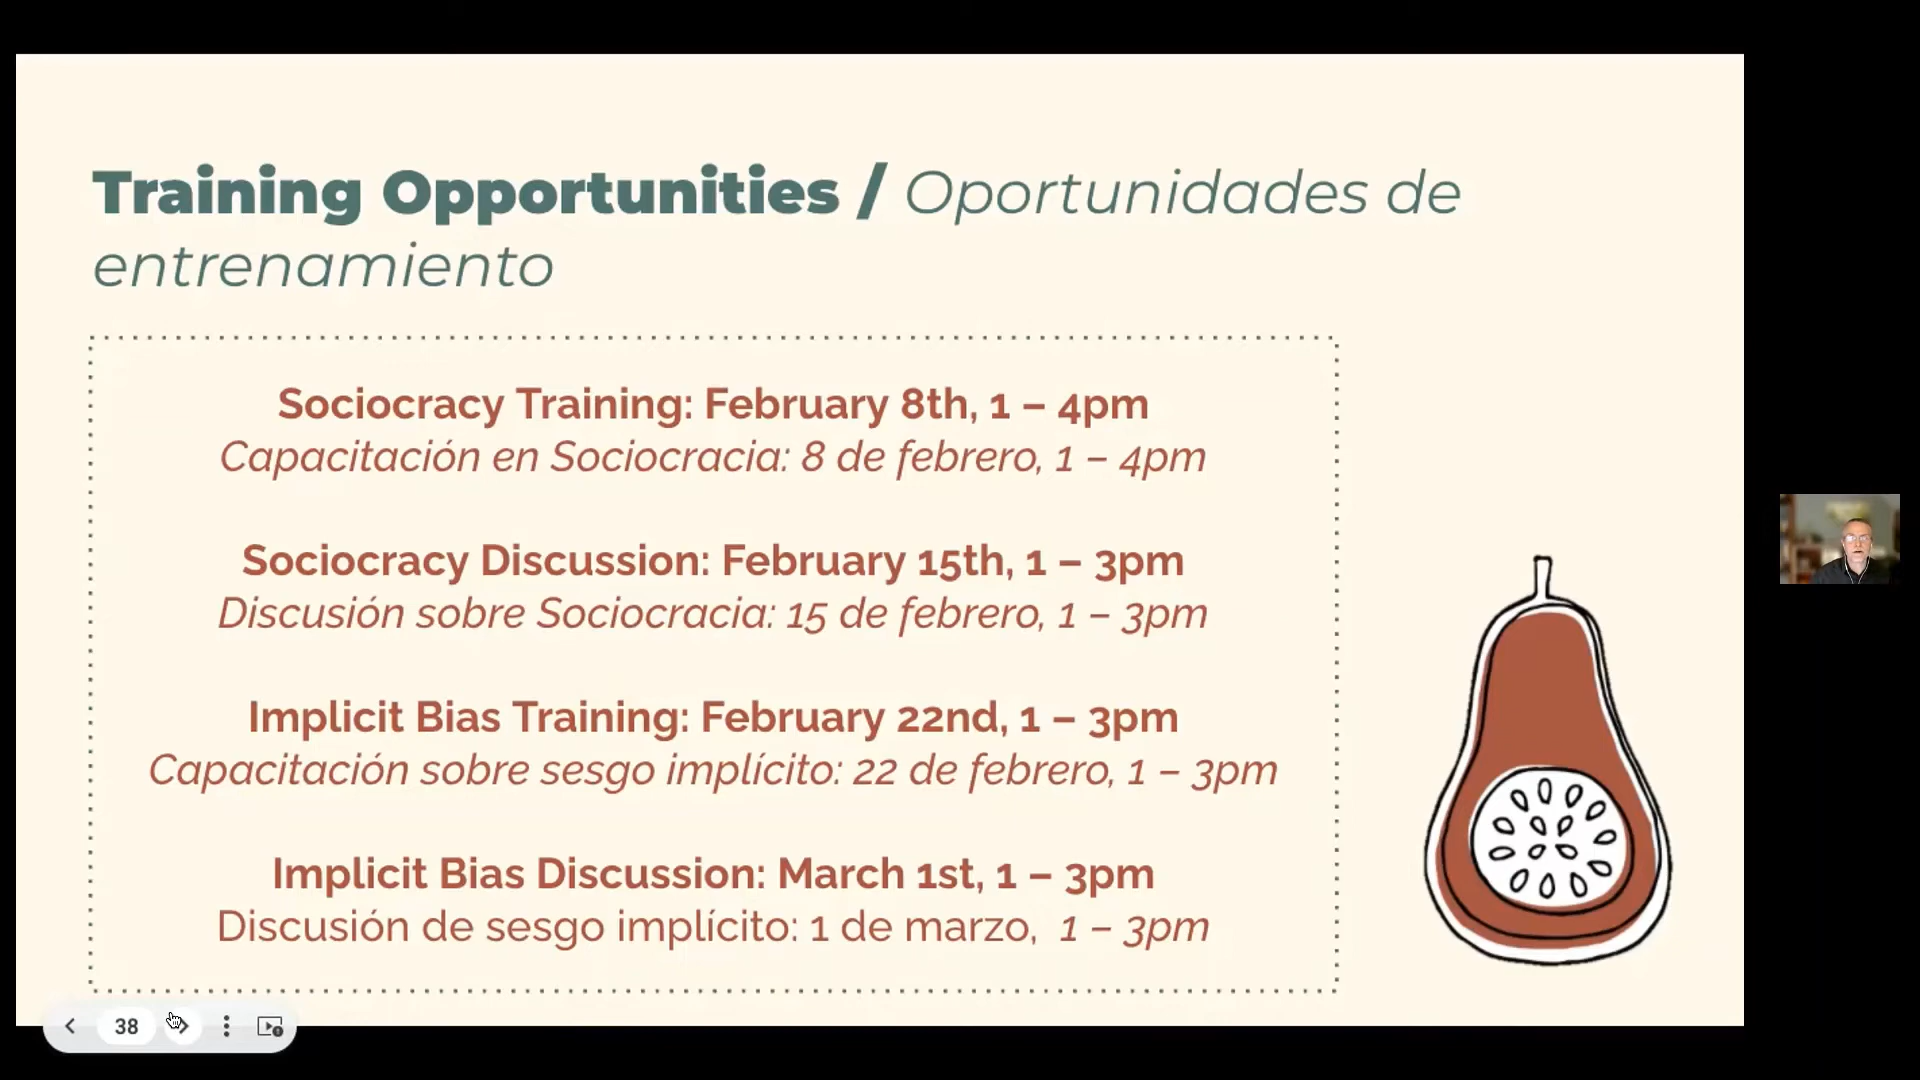 Training Opportunities / Oportunidades de
entrenamiento
Sociocracy Training: February 8th, 1 – 4pm
Capacitación en Sociocracia: 8 de febrero, 1 – 4pm
Sociocracy Discussion: February 15th, 1 – 3pm
Discusión sobre Sociocracia: 15 de febrero, 1 – 3pm
Implicit Bias Training: February 22nd, 1 – 3pm
Capacitación sobre sesgo implícito: 22 de febrero, 1 – 3pm
Implicit Bias Discussion: March 1st, 1 – 3pm
Discusión de sesgo implícito: 1 de marzo, 1 – 3pm
38